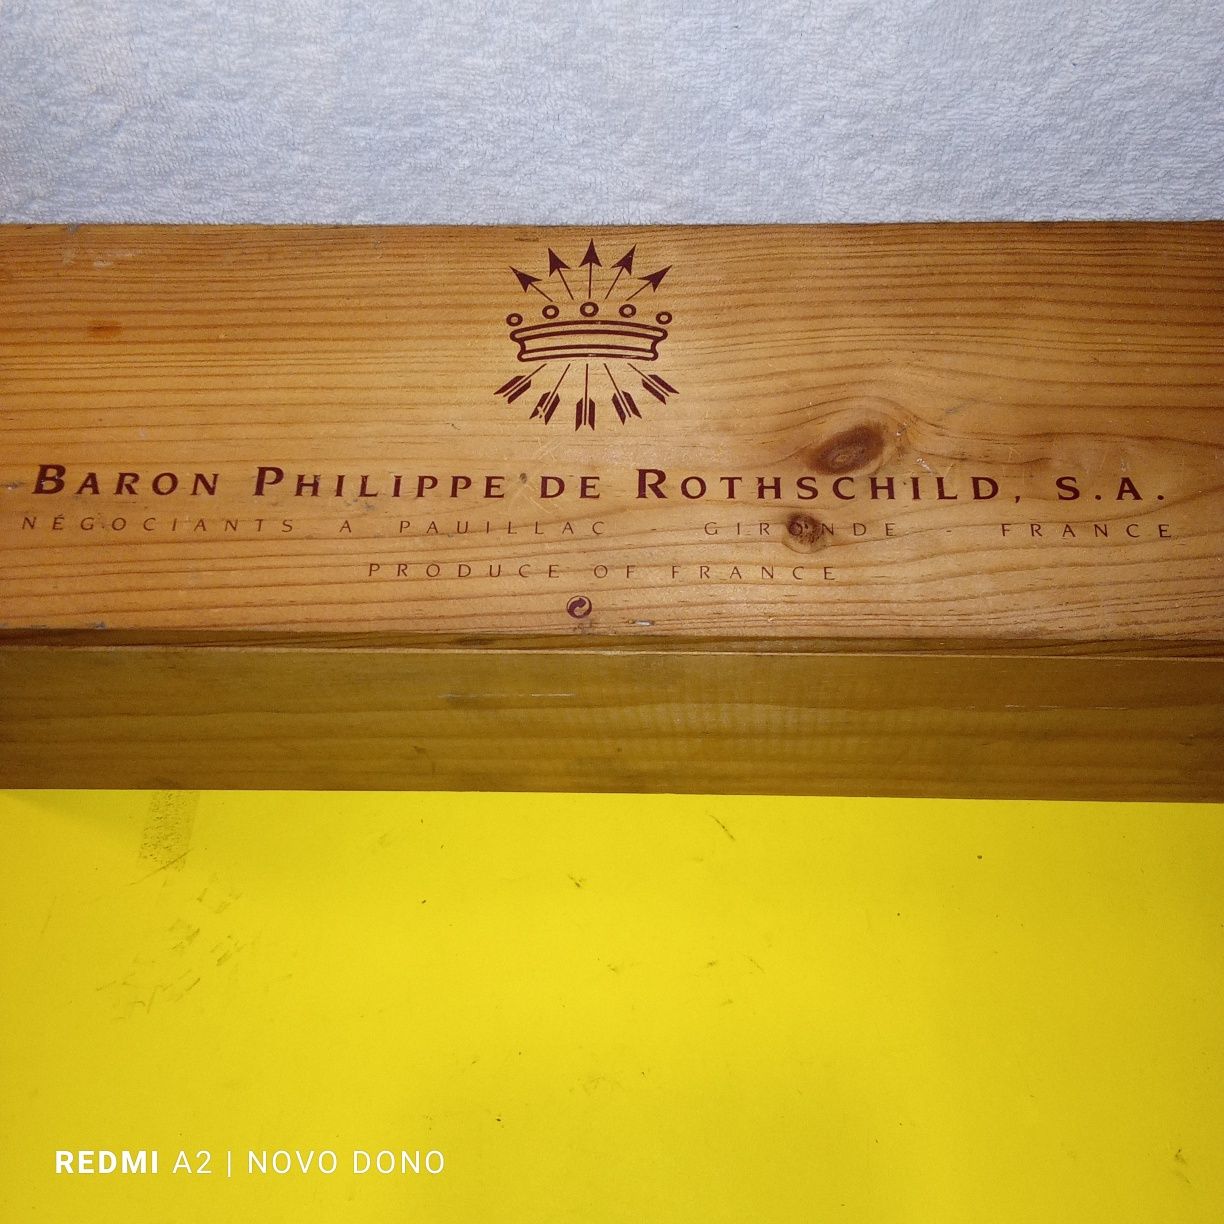 BARON PHILIPPE DE ROTHSCHILD, S.A.
NÉGOCIANTS A PAUILLAC - GIRONDE - FRANCE
PRODUCE OF FRANCE
REDMI A2 | NOVO DONO